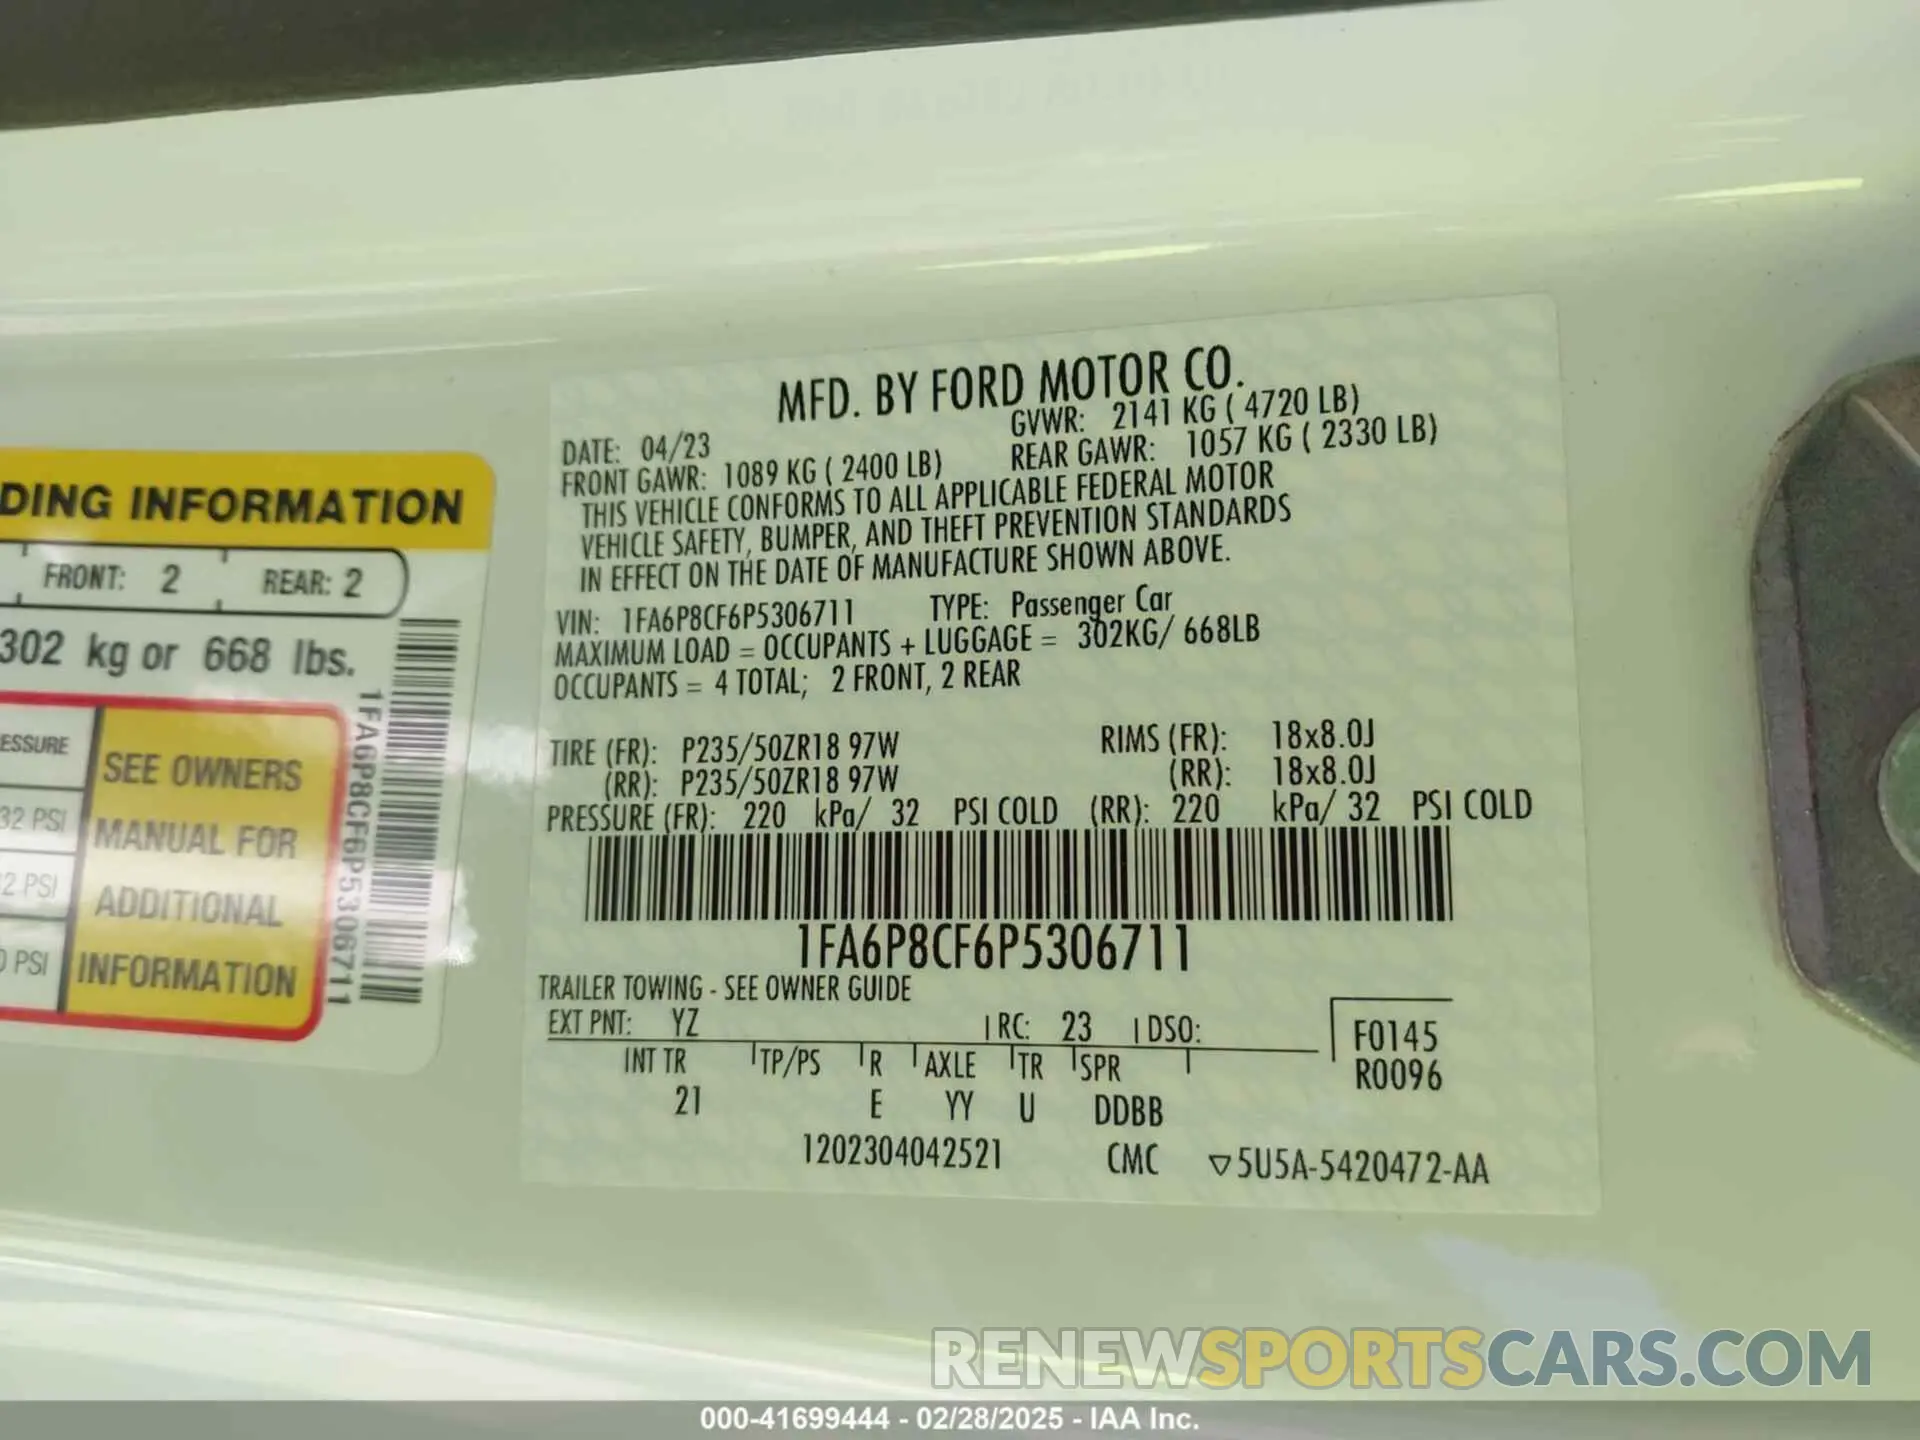 DING INFORMATION
FRONT: 2 REAR: 2
302 kg or 668 lbs.
ESSURE
32 PSI
2 PSI
0 PSI
SEE OWNERS
MANUAL FOR
ADDITIONAL
INFORMATION
1FA6P8CF6P5306711
MFD. BY FORD MOTOR CO.
DATE: 04/23 GVWR: 2141 KG ( 4720 LB)
FRONT GAWR: 1089 KG ( 2400 LB) REAR GAWR: 1057 KG ( 2330 LB)
THIS VEHICLE CONFORMS TO ALL APPLICABLE FEDERAL MOTOR
VEHICLE SAFETY, BUMPER, AND THEFT PREVENTION STANDARDS
IN EFFECT ON THE DATE OF MANUFACTURE SHOWN ABOVE.
VIN: 1FA6P8CF6P5306711 TYPE: Passenger Car
MAXIMUM LOAD = OCCUPANTS + LUGGAGE = 302KG/ 668LB
OCCUPANTS = 4 TOTAL; 2 FRONT, 2 REAR
TIRE (FR): P235/50ZR18 97W RIMS (FR): 18x8.0J
(RR): P235/50ZR18 97W (RR): 18x8.0J
PRESSURE (FR): 220 kPa/ 32 PSI COLD (RR): 220 kPa/ 32 PSI COLD
1FA6P8CF6P5306711
TRAILER TOWING - SEE OWNER GUIDE
EXT PNT: YZ RC: 23 DSO:
INT TR TP/PS R AXLE TR SPR
21 E YY U DDBB
F0145
R0096
1202304042521 CMC ▽5U5A-5420472-AA
RENEWSPORTSCARS.COM
000-41699444 - 02/28/2025 - IAA Inc.